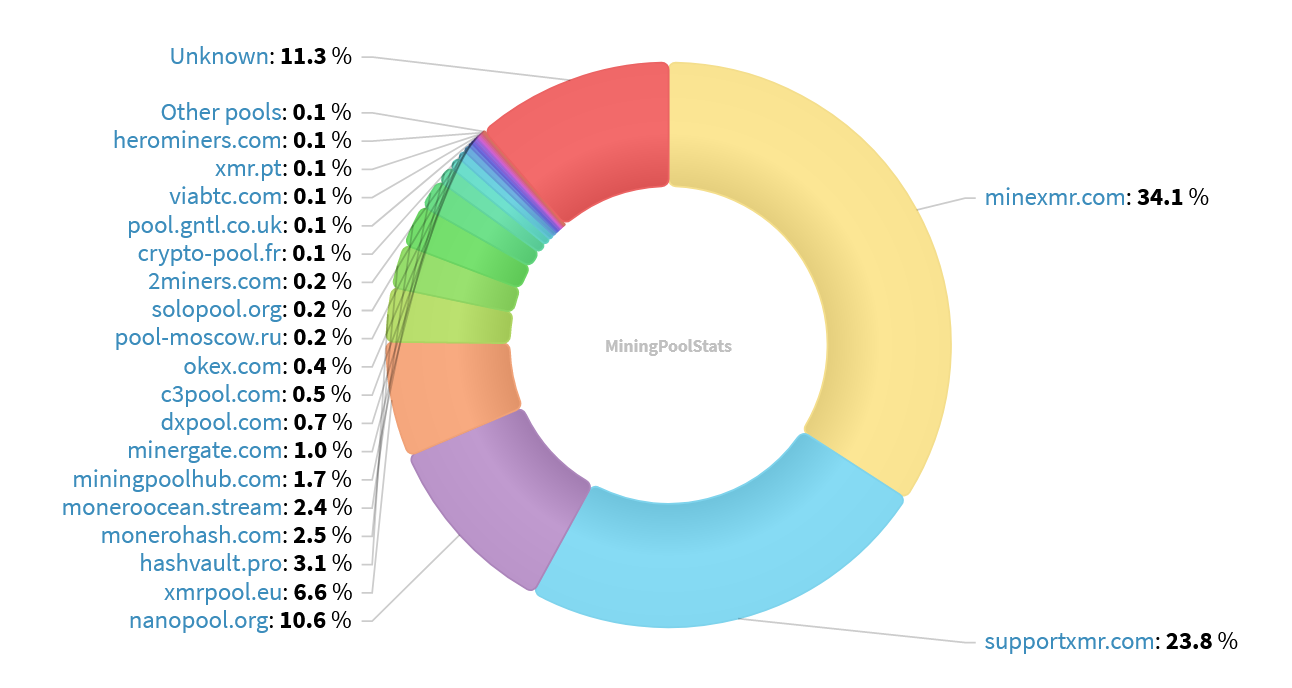 Unknown: 11.3 %
Other pools: 0.1 %
herominers.com: 0.1 %
xmr.pt: 0.1 %
viabtc.com: 0.1 %
pool.gntl.co.uk: 0.1 %
crypto-pool.fr: 0.1 %
2miners.com: 0.2 %
solopool.org: 0.2 %
pool-moscow.ru: 0.2 %
okex.com: 0.4 %
c3pool.com: 0.5 %
dxpool.com: 0.7 %
minergate.com: 1.0 %
miningpoolhub.com: 1.7 %
moneroocean.stream: 2.4 %
monerohash.com: 2.5 %
hashvault.pro: 3.1 %
xmrpool.eu: 6.6 %
nanopool.org: 10.6 %
MiningPoolStats
minexmr.com: 34.1 %
supportxmr.com: 23.8 %